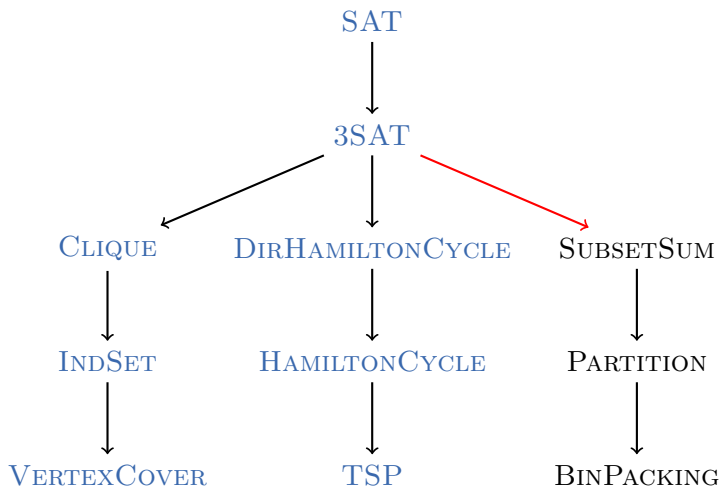 SAT
3SAT
CLIQUE DIRHAMILTONCYCLE SUBSETSUM
INDSET HAMILTONCYCLE PARTITION
VERTEXCOVER TSP BINPACKING